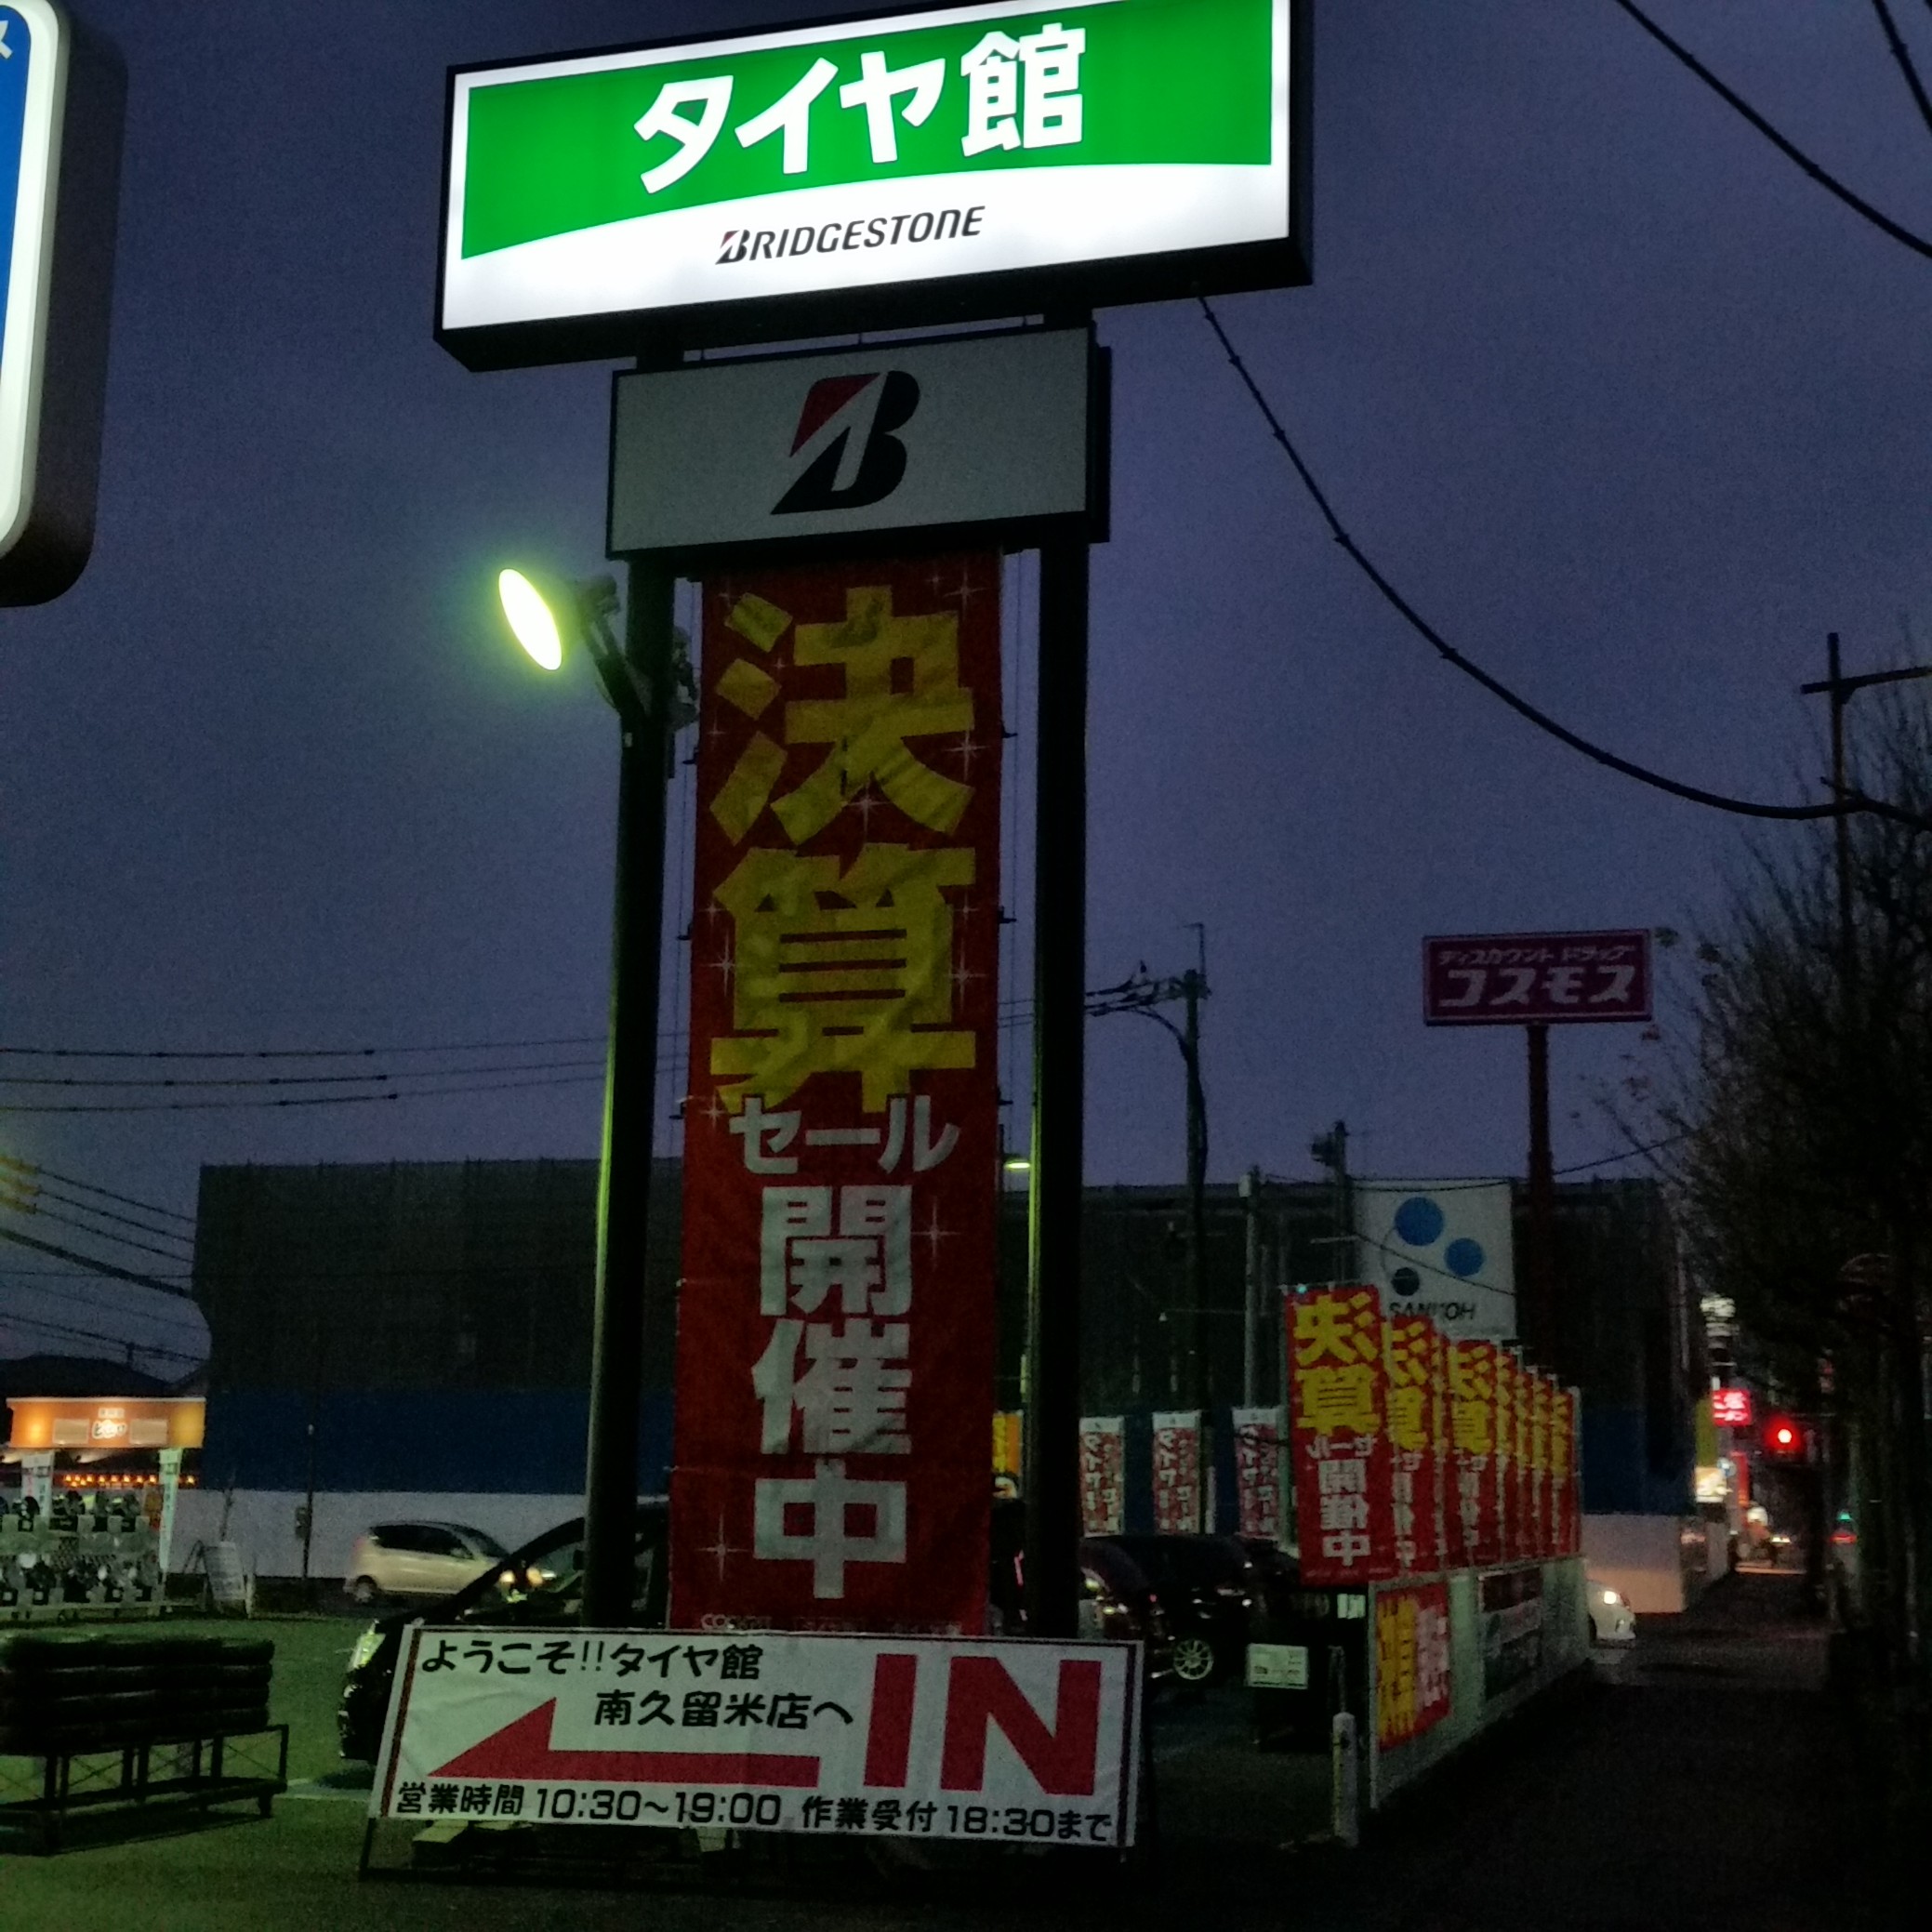 タイヤ館
BRIDGESTONE
B
決算
セール
開催中
ディスカウント ドラッグ
コスモス
SANKOH
決算
セール
開催中
決算
ようこそ!!タイヤ館
南久留米店へ
IN
営業時間 10:30~19:00 作業受付 18:30まで